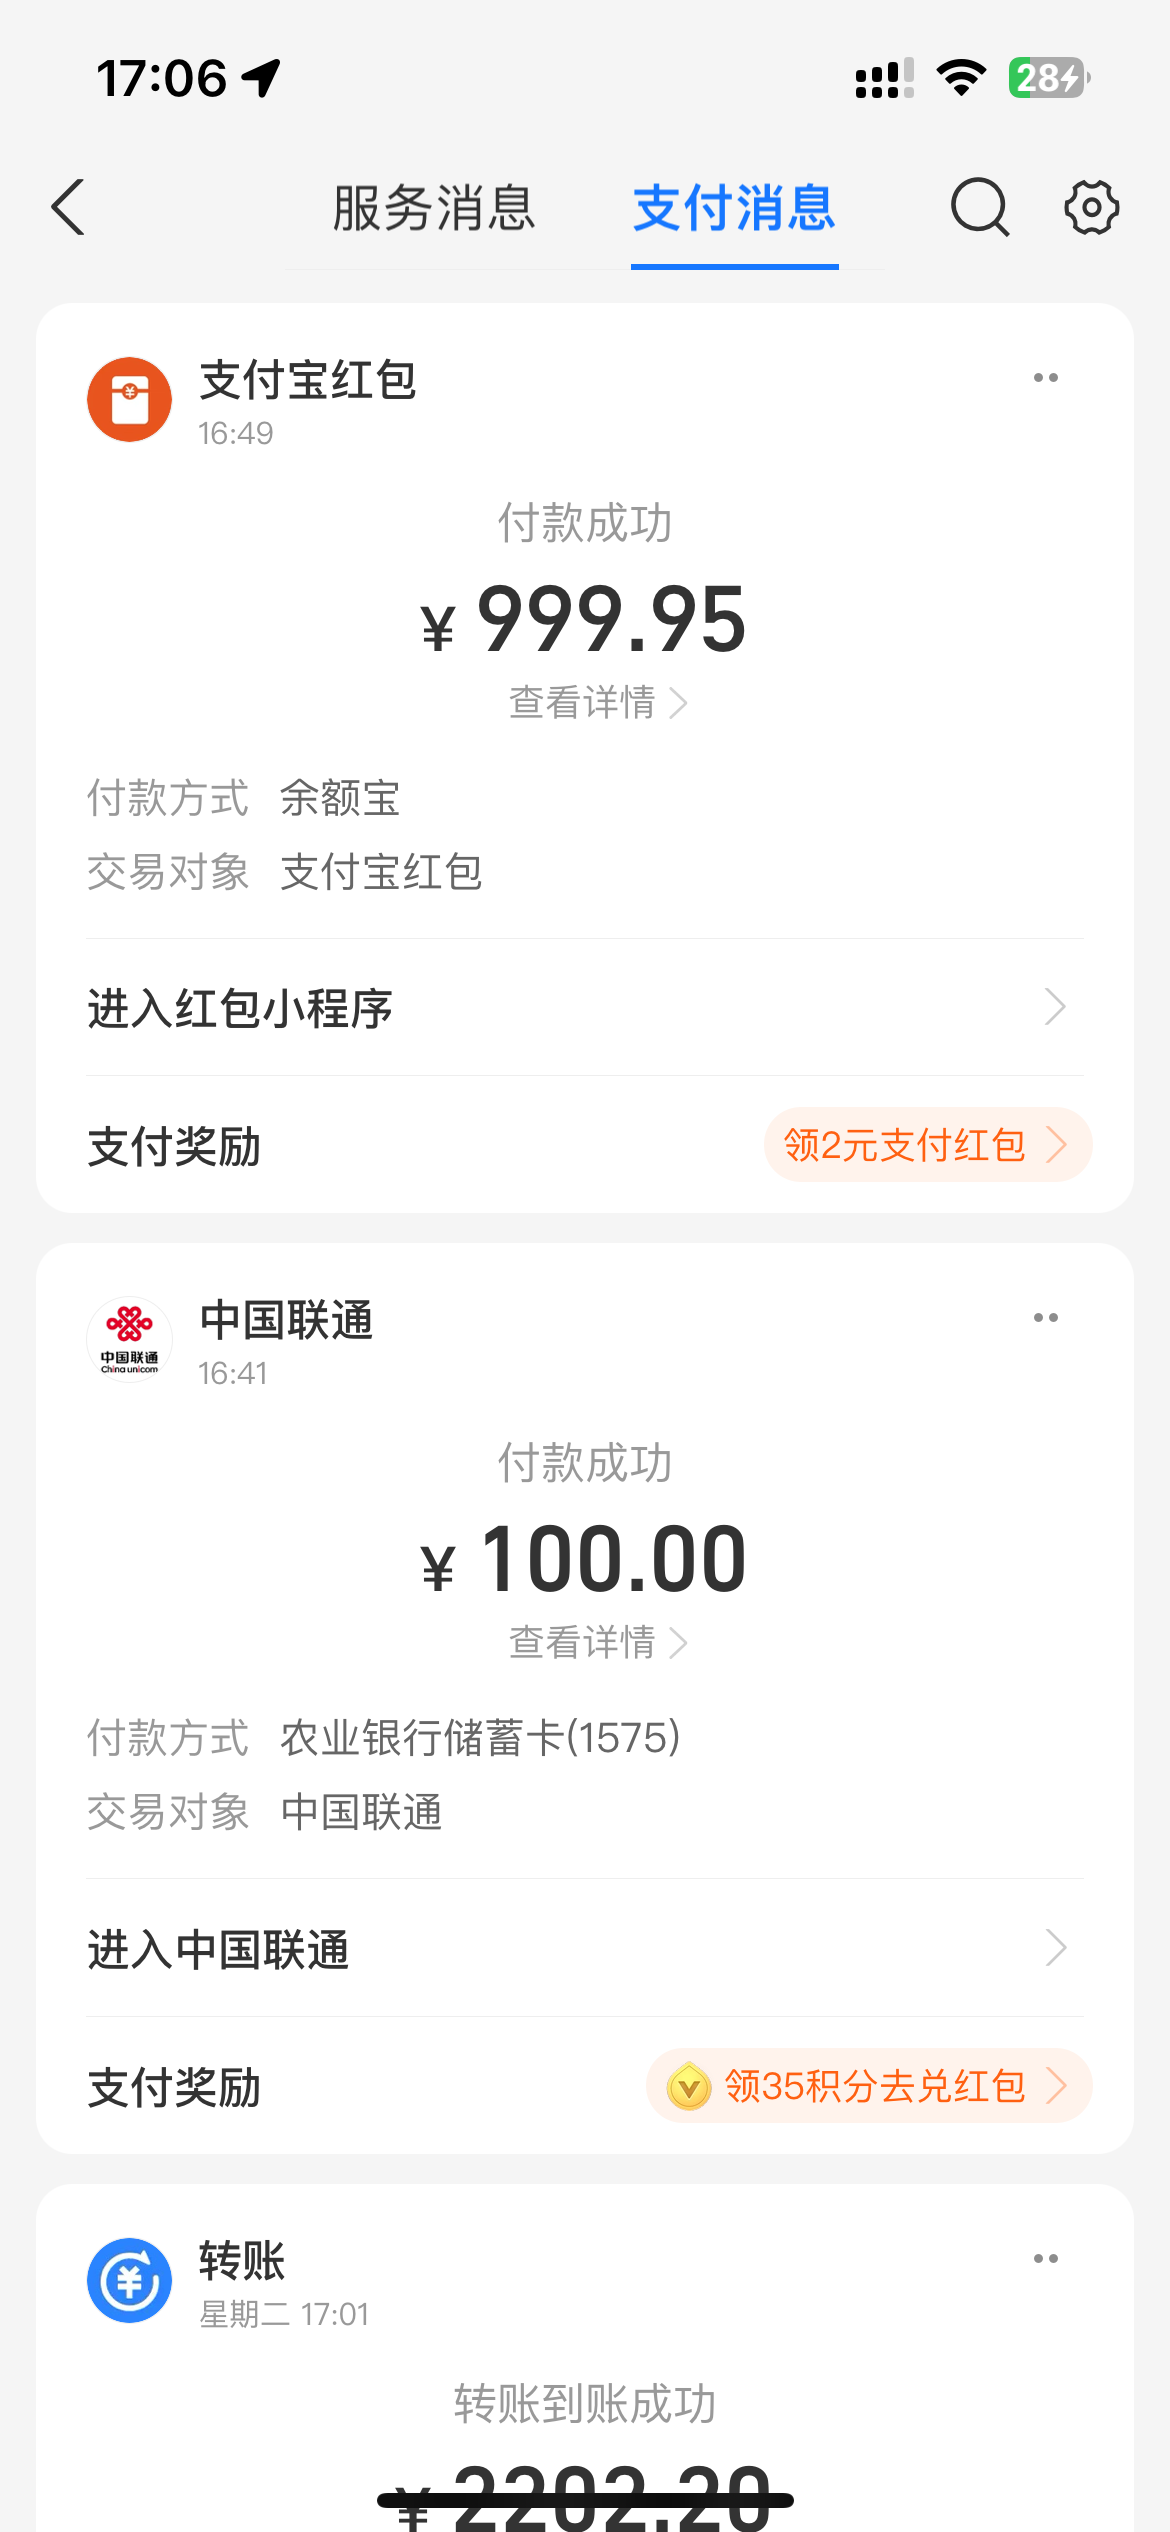 17:06
28
服务消息 支付消息
支付宝红包
16:49
付款成功
¥ 999.95
查看详情
付款方式 余额宝
交易对象 支付宝红包
进入红包小程序
支付奖励 领2元支付红包
中国联通
China unicom
中国联通
16:41
付款成功
¥ 100.00
查看详情
付款方式 农业银行储蓄卡(1575)
交易对象 中国联通
进入中国联通
支付奖励 领35积分去兑红包
转账
星期二 17:01
转账到账成功
¥ 2202.20